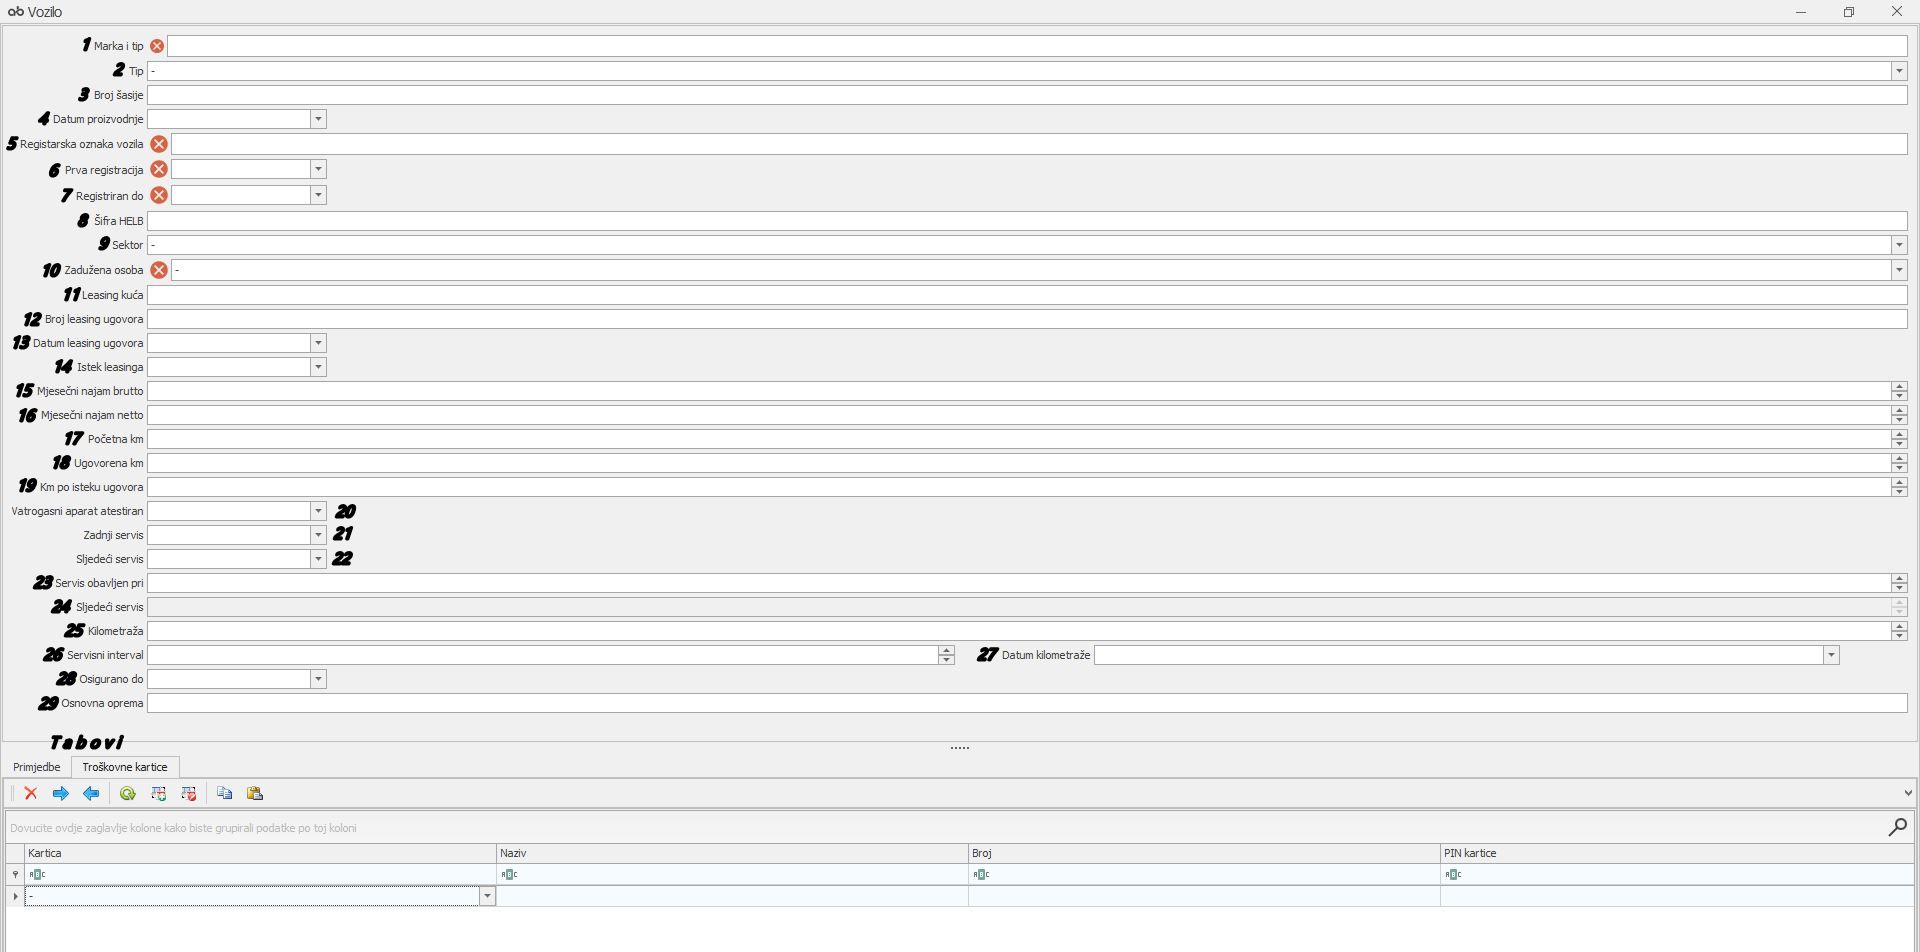 ab Vozilo
1 Marka i tip
2 Tip -
3 Broj šasije
4 Datum proizvodnje
5 Registarska oznaka vozila
6 Prva registracija
7 Registriran do
8 Šifra HELB
9 Sektor -
10 Zadužena osoba -
11 Leasing kuća
12 Broj leasing ugovora
13 Datum leasing ugovora
14 Istek leasinga
15 Mjesečni najam brutto
16 Mjesečni najam netto
17 Početna km
18 Ugovorena km
19 Km po isteku ugovora
Vatrogasni aparat atestiran 20
Zadnji servis 21
Sljedeći servis 22
23 Servis obavljen pri
24 Sljedeći servis
25 Kilometraža
26 Servisni interval 27 Datum kilometraže
28 Osigurano do
29 Osnovna oprema
Tabovi
Primjedbe Troškovne kartice
Dovucite ovdje zaglavlje kolone kako biste grupirali podatke po toj koloni
Kartica Naziv Broj PIN kartice
ABC ABC ABC ABC
-